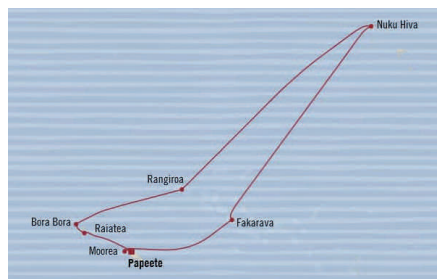 Nuku Hiva
Rangiroa
Bora Bora
Raiatea
Fakarava
Moorea
Papeete